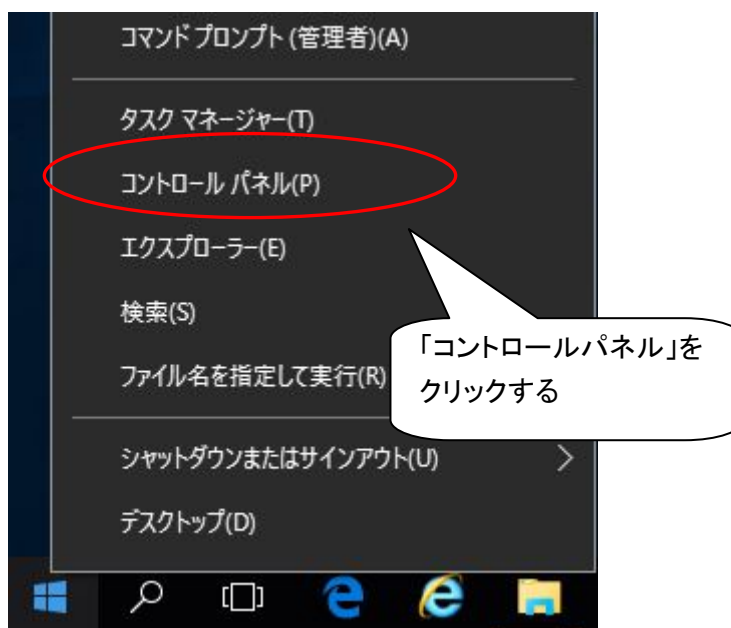 コマンド プロンプト (管理者)(A)
タスク マネージャー(T)
コントロール パネル(P)
エクスプローラー(E)
検索(S)
ファイル名を指定して実行(R)
「コントロールパネル」を
クリックする
シャットダウンまたはサインアウト(U)
デスクトップ(D)